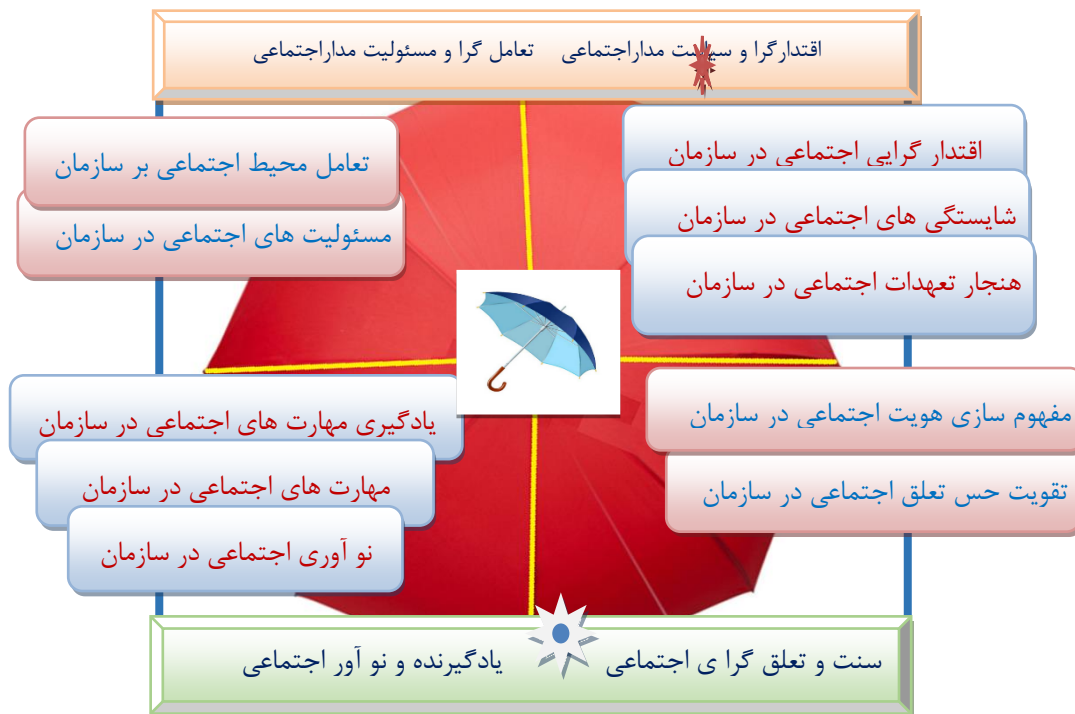 اقتدارگرا و سیاست مداراجتماعی    تعامل گرا و مسئولیت مداراجتماعی
اقتدار گرایی اجتماعی در سازمان
شایستگی های اجتماعی در سازمان
هنجار تعهدات اجتماعی در سازمان
تعامل محیط اجتماعی بر سازمان
مسئولیت های اجتماعی در سازمان
مفهوم سازی هویت اجتماعی در سازمان
تقویت حس تعلق اجتماعی در سازمان
یادگیری مهارت های اجتماعی در سازمان
مهارت های اجتماعی در سازمان
نو آوری اجتماعی در سازمان
سنت و تعلق گرا ی اجتماعی    یادگیرنده و نو آور اجتماعی